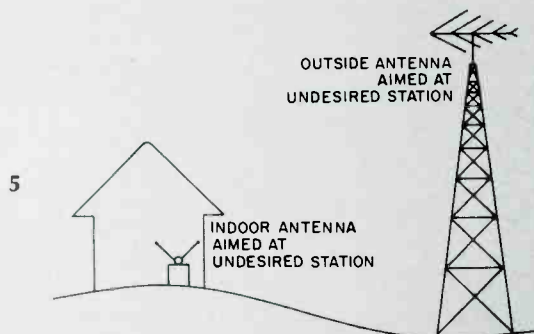 OUTSIDE ANTENNA
AIMED AT
UNDESIRED STATION
5
INDOOR ANTENNA
AIMED AT
UNDESIRED STATION